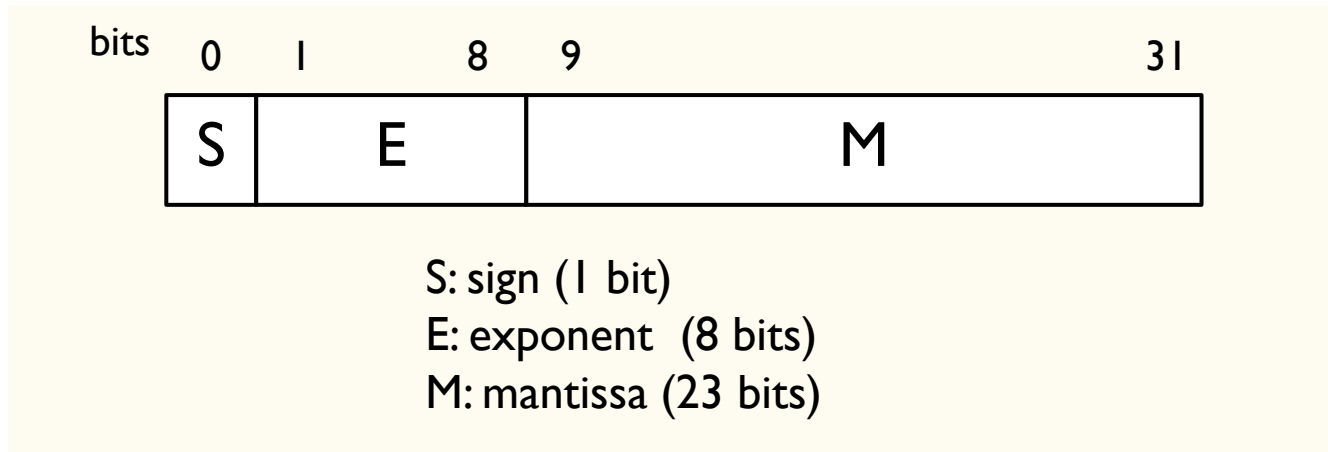 bits 0 1 8 9 31
S E M
S: sign (1 bit)
E: exponent (8 bits)
M: mantissa (23 bits)